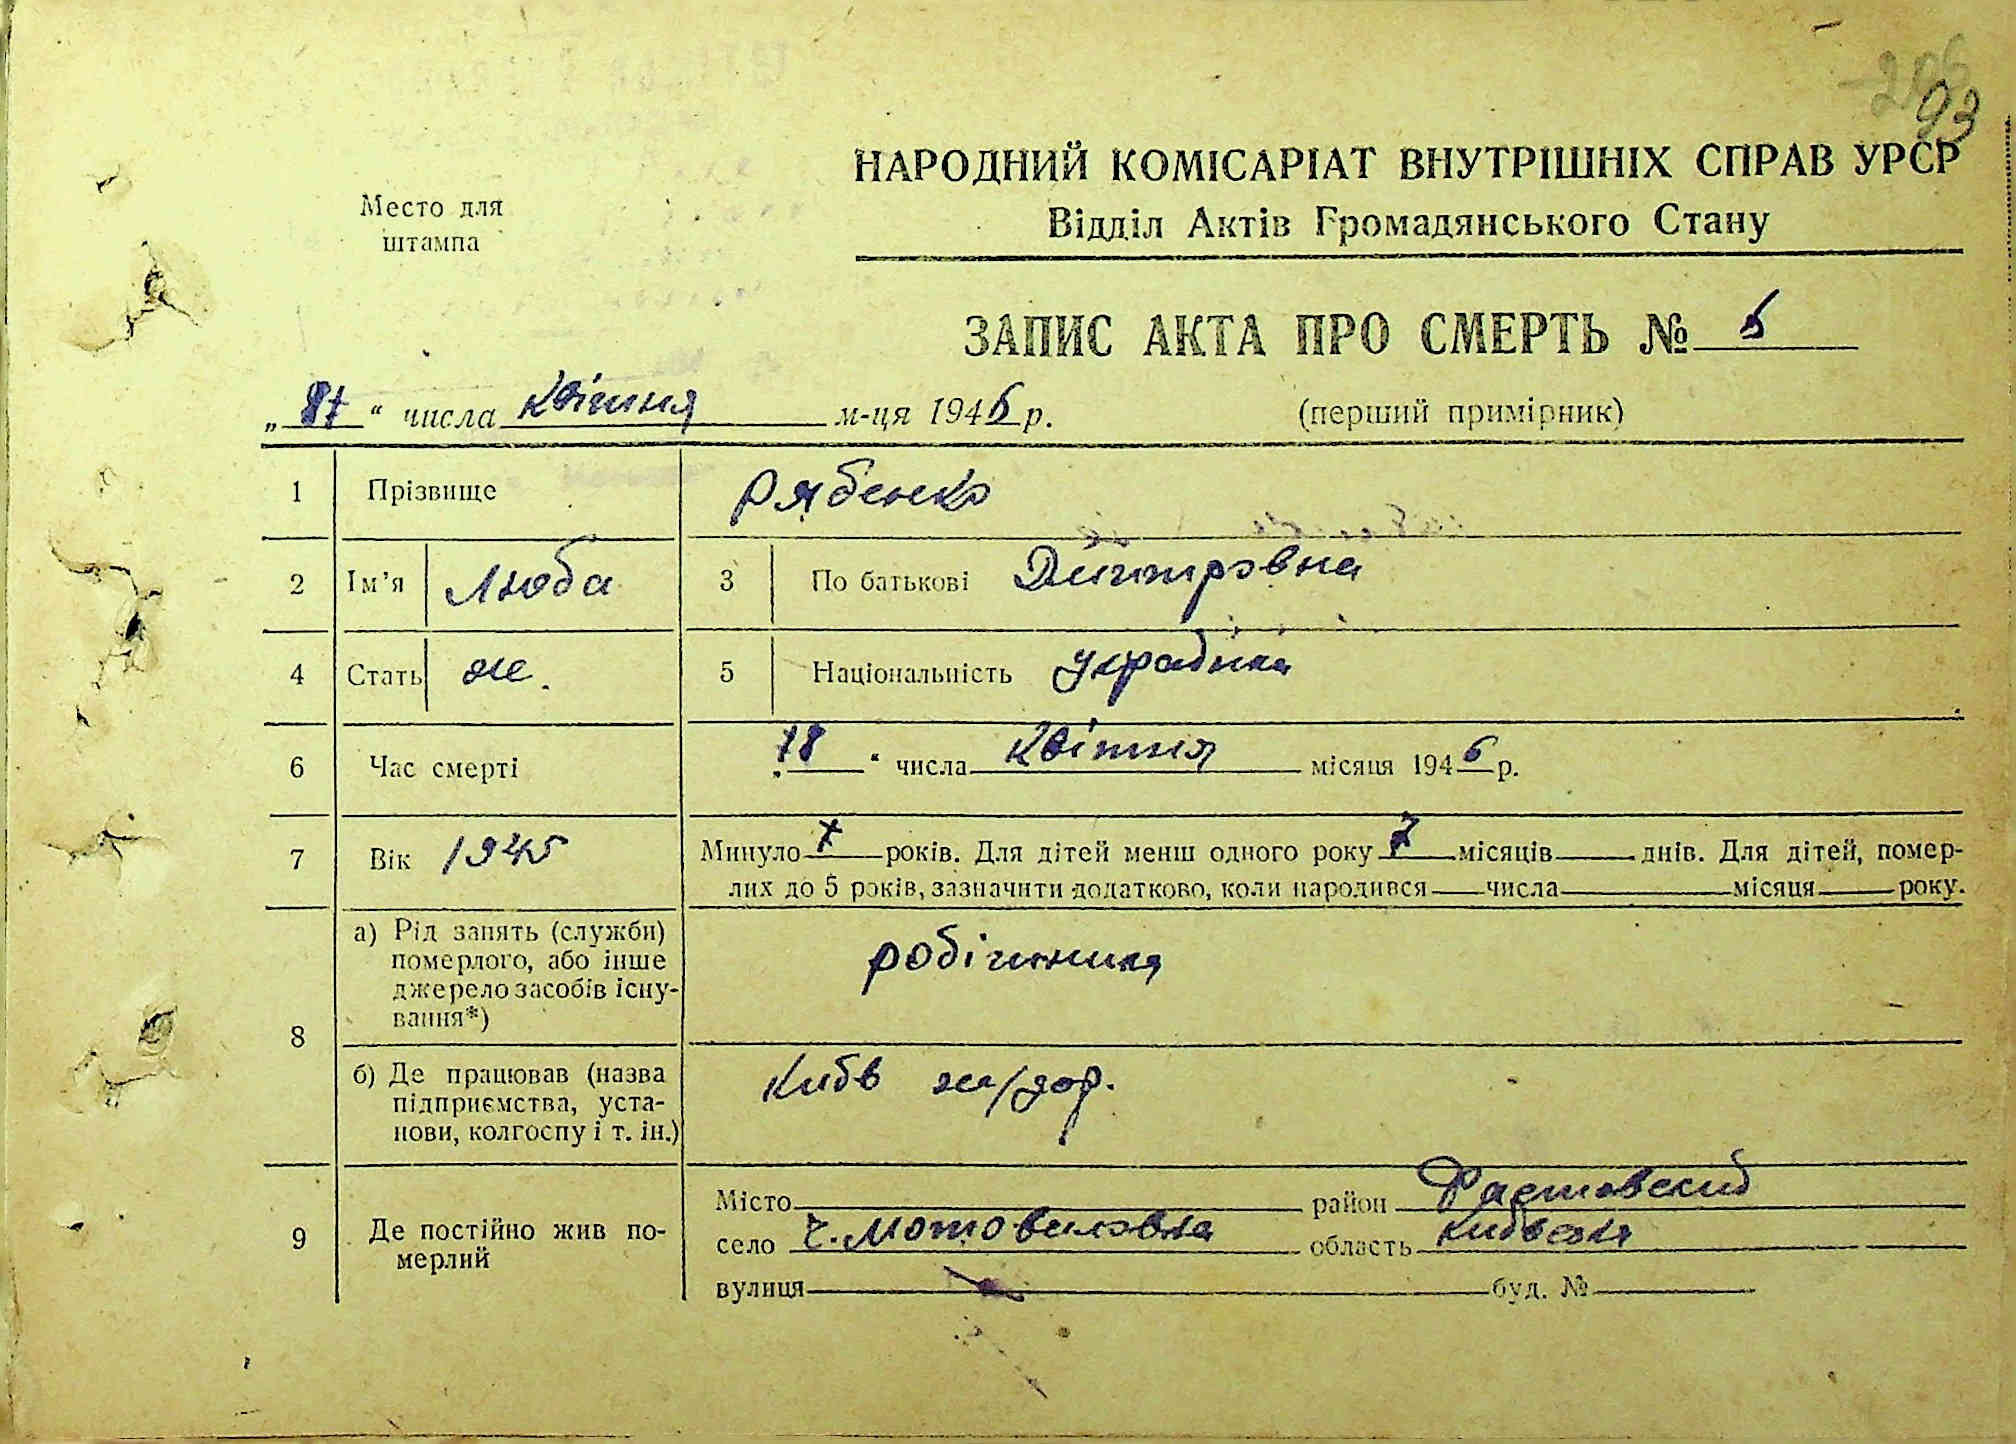 93
НАРОДНИЙ КОМІСАРІАТ ВНУТРІШНІХ СПРАВ УРСР
Место для
штампа
Відділ Актів Громадянського Стану
ЗАПИС АКТА ПРО СМЕРТЬ № 6
„ “ числа квітня м-ця 1946 р.
(перший примірник)
1 Прізвище Рябенко
2 Ім’я Люба 3 По батькові Дмитровна
4 Стать ж. 5 Національність українка
6 Час смерті „18“ числа квітня місяця 1946 р.
7 Вік 1945 Минуло років. Для дітей менш одного року 7 місяців днів. Для дітей, помер-
лих до 5 років, зазначити додатково, коли народився числа місяця року.
8 а) Рід занять (служби)
померлого, або інше
джерело засобів існу-
вання*)
робітниця
б) Де працював (назва
підприємства, уста-
нови, колгоспу і т. ін.)
Київ ж/дор.
9 Де постійно жив по-
мерлий
Місто район Фастовский
село с. Мотовиловка область Київська
вулиця буд. №